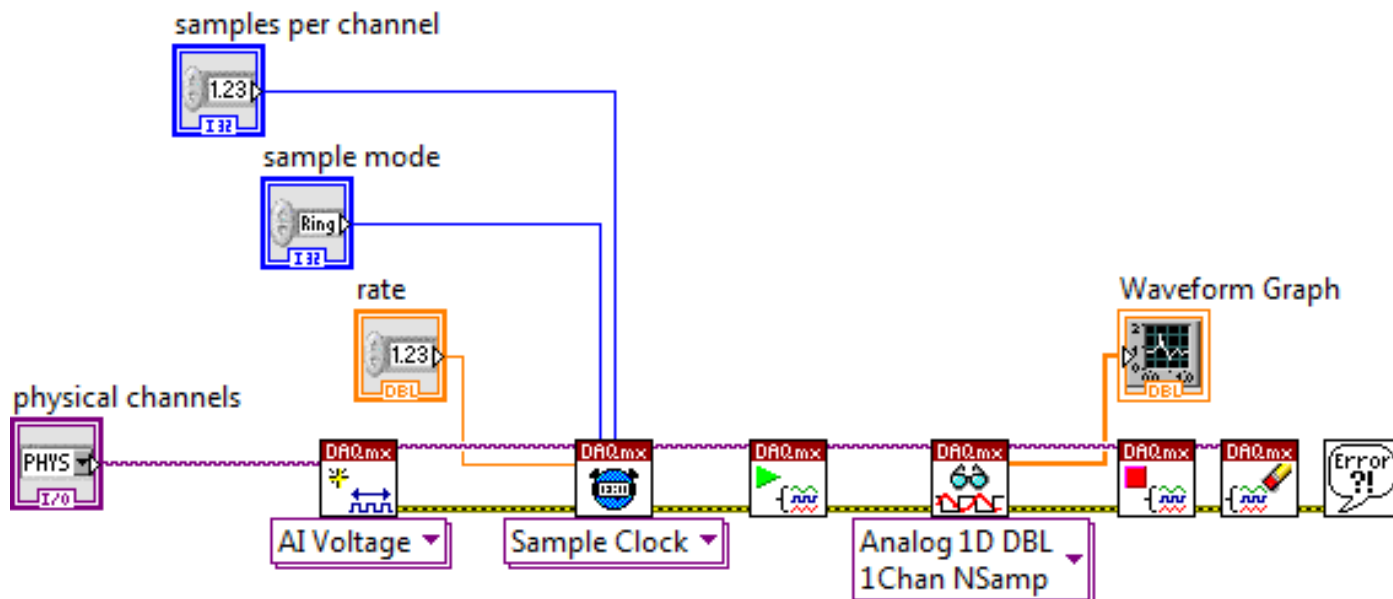 samples per channel
1.23
I32
sample mode
Ring
I32
rate
1.23
DBL
Waveform Graph
DBL
physical channels
PHYS
I/O
DAQmx
DAQmx
DAQmx
DAQmx
DAQmx
DAQmx
Error
?!
AI Voltage
Sample Clock
Analog 1D DBL
1Chan NSamp